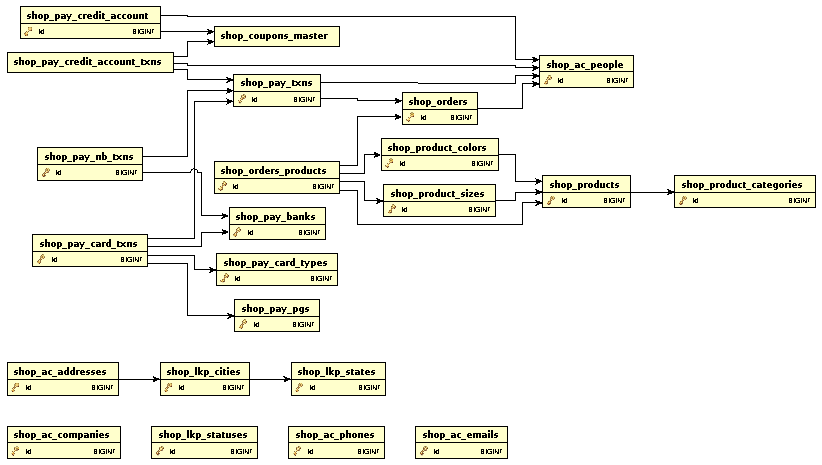 shop_pay_credit_account
id BIGINT
shop_coupons_master
shop_pay_credit_account_txns
shop_ac_people
id BIGINT
shop_pay_txns
id BIGINT
shop_orders
id BIGINT
shop_pay_nb_txns
id BIGINT
shop_product_colors
id BIGINT
shop_orders_products
id BIGINT
shop_product_sizes
id BIGINT
shop_products
id BIGINT
shop_product_categories
id BIGINT
shop_pay_banks
id BIGINT
shop_pay_card_txns
id BIGINT
shop_pay_card_types
id BIGINT
shop_pay_pgs
id BIGINT
shop_ac_addresses
id BIGINT
shop_lkp_cities
id BIGINT
shop_lkp_states
id BIGINT
shop_ac_companies
id BIGINT
shop_lkp_statuses
id BIGINT
shop_ac_phones
id BIGINT
shop_ac_emails
id BIGINT